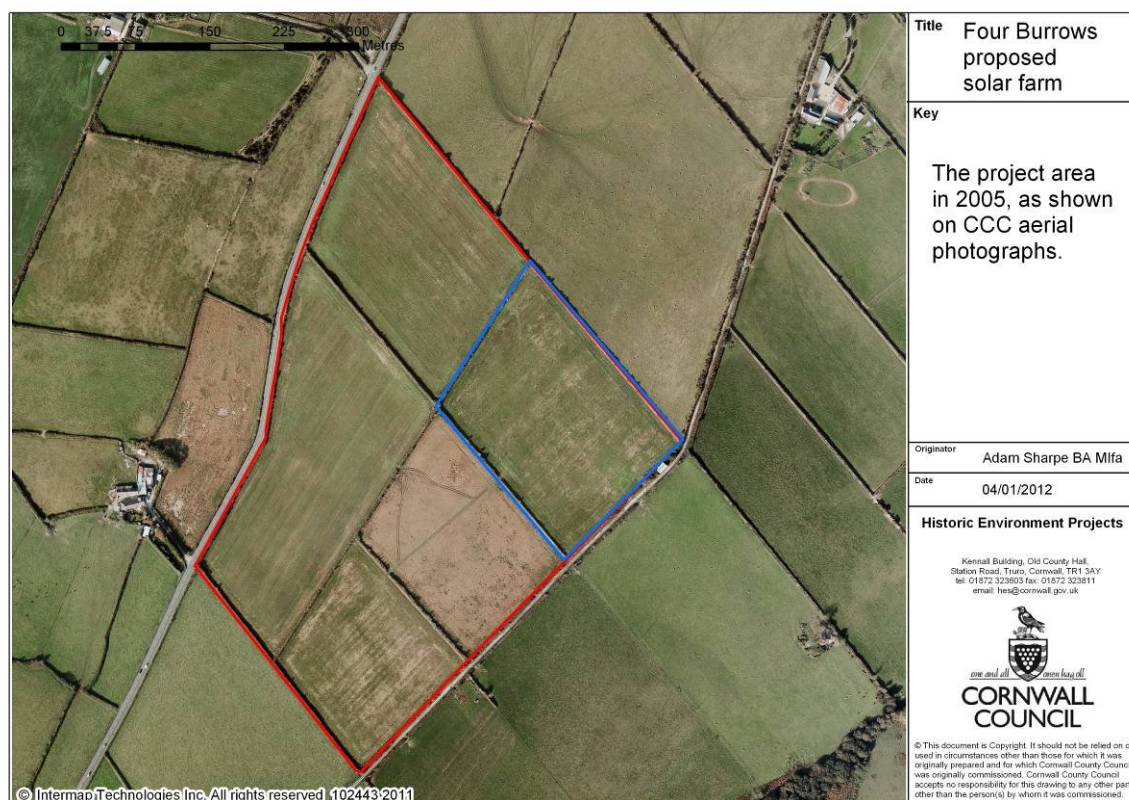 0 37.5 75 150 225 300
Metres
© Intermap Technologies Inc. All rights reserved 102443 2011
Title Four Burrows
proposed
solar farm
Key
The project area
in 2005, as shown
on CCC aerial
photographs.
Originator Adam Sharpe BA MIfa
Date 04/01/2012
Historic Environment Projects
Kennall Building, Old County Hall,
Station Road, Truro, Cornwall, TR1 3AY
tel: 01872 323603 fax: 01872 323811
email: hes@cornwall.gov.uk
one and all onen hag oll
CORNWALL
COUNCIL
© This document is Copyright. It should not be relied on o
used in circumstances other than those for which it was
originally prepared and for which Cornwall County Counci
was originally commissioned. Cornwall County Council
accepts no responsibility for this drawing to any other part
other than the person(s) by whom it was commissioned.